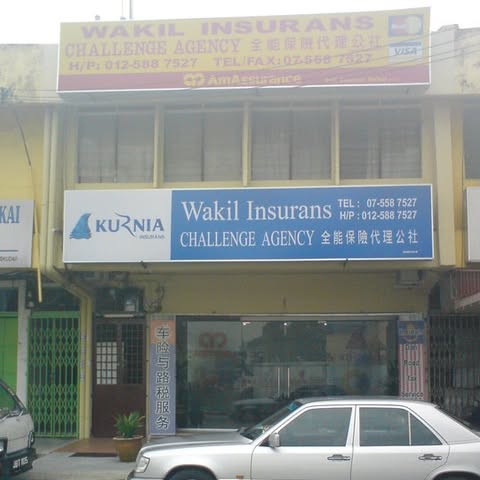 WAKIL INSURANS
CHALLENGE AGENCY 全能保險代理公社
H/P: 012-588 7527 TEL/FAX: 07-558 7527
AmAssurance
VISA
KURNIA
INSURANS
Wakil Insurans
TEL : 07-558 7527
H/P : 012-588 7527
CHALLENGE AGENCY 全能保險代理公社
KAI
车险与路税服务